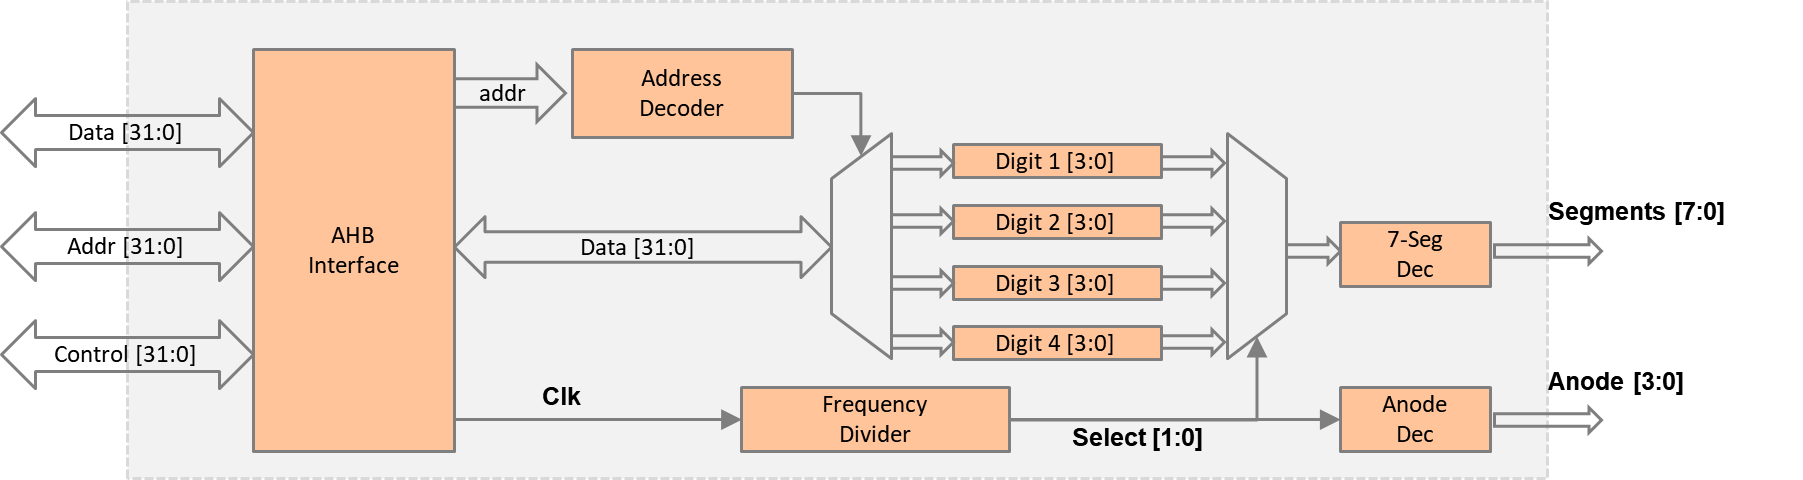 Address
Decoder
addr
Data [31:0]
Digit 1 [3:0]
Segments [7:0]
Digit 2 [3:0]
AHB
Interface
Addr [31:0]
Data [31:0]
7-Seg
Dec
Digit 3 [3:0]
Digit 4 [3:0]
Control [31:0]
Anode [3:0]
Clk
Frequency
Divider
Select [1:0]
Anode
Dec